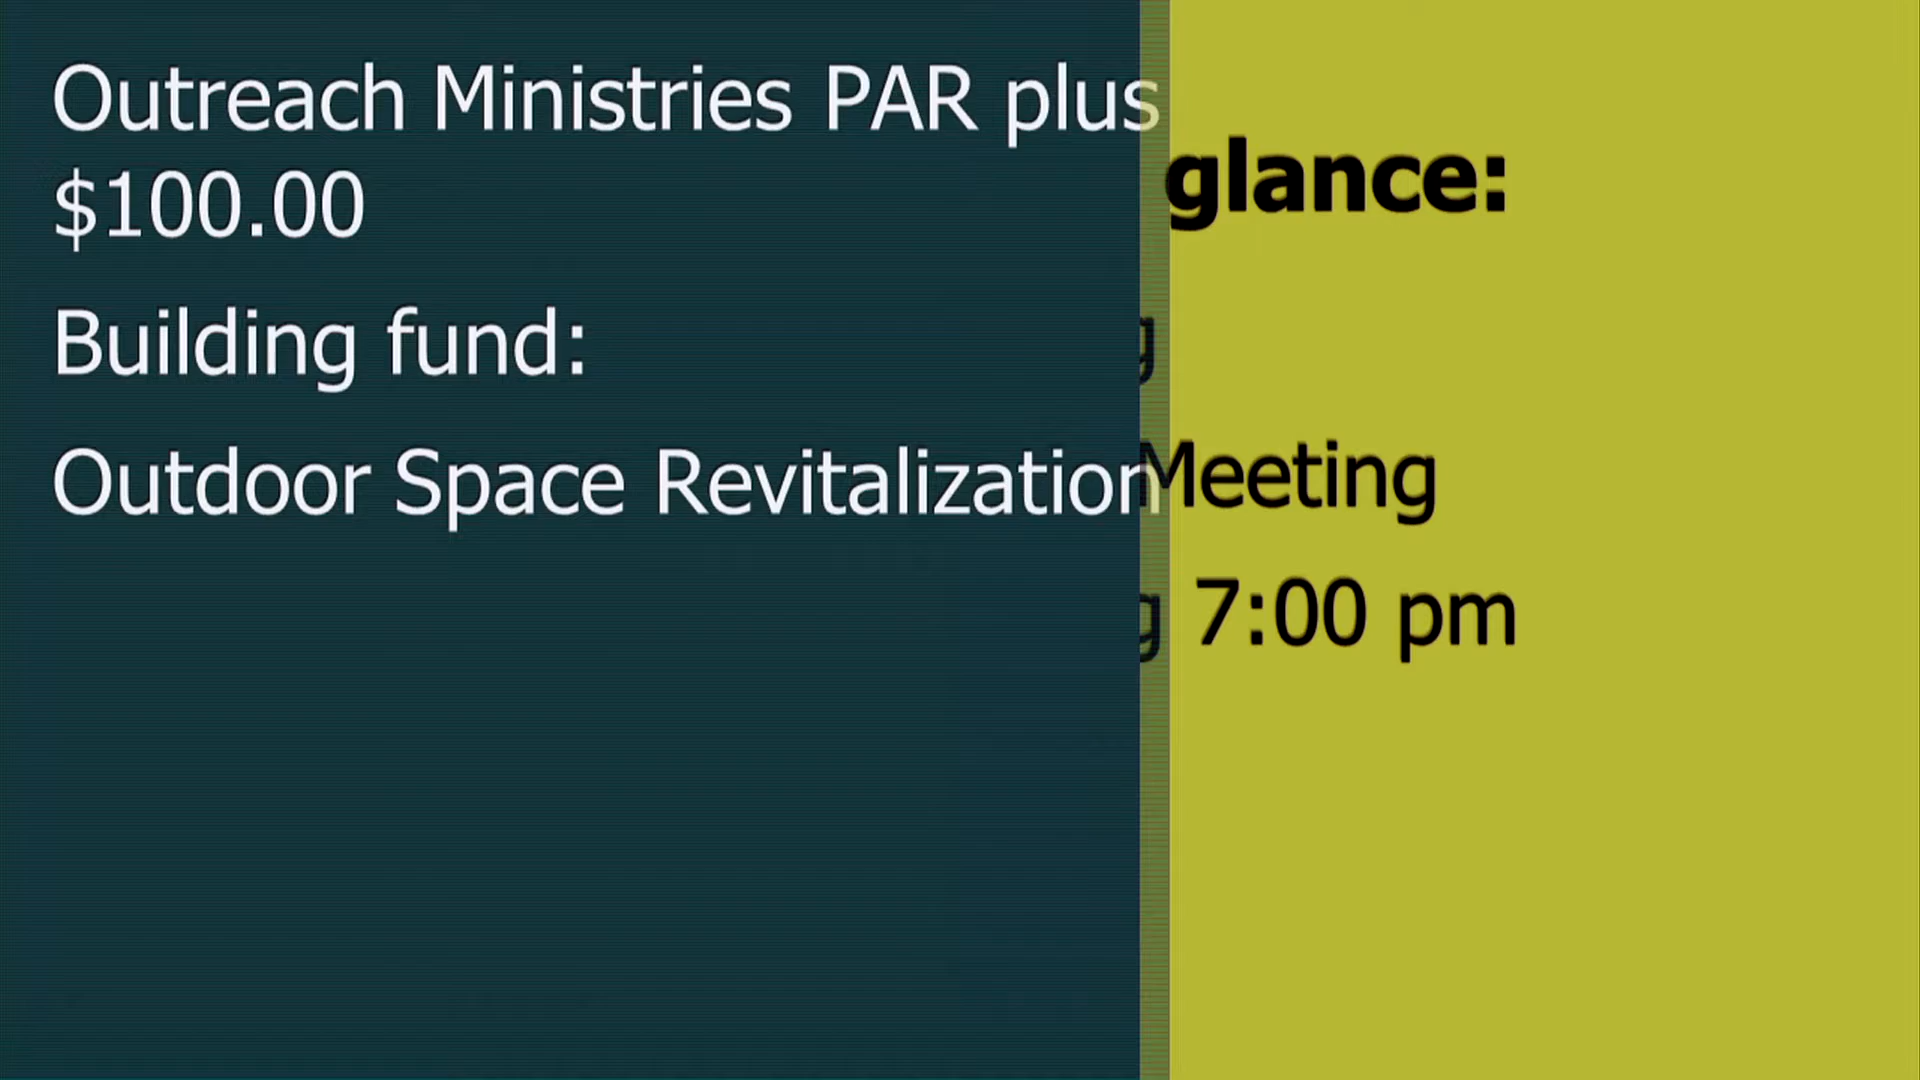 Outreach Ministries PAR plus
$100.00
Building fund:
Outdoor Space Revitalization
glance:
Meeting
7:00 pm